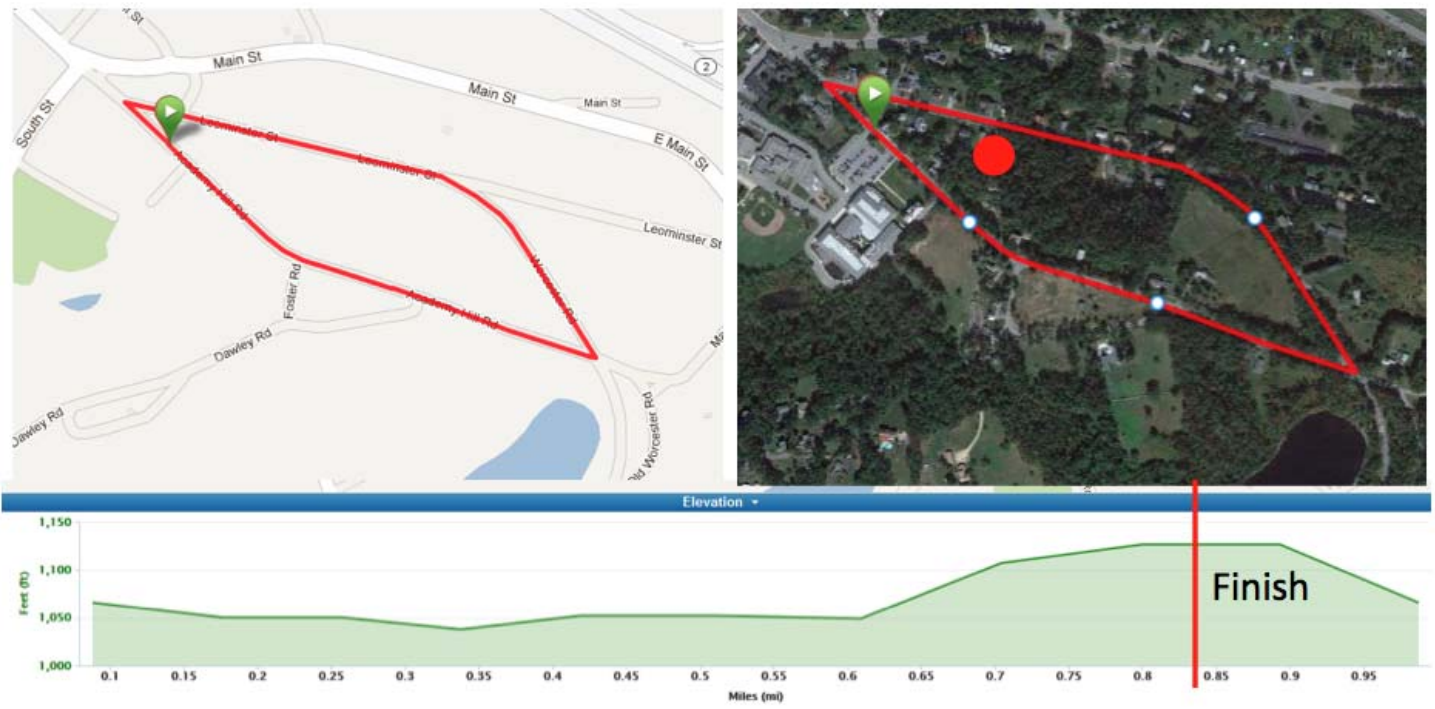 Main St
Main St
Main St
2
E Main St
South St
Leominster St
Leominster St
Leominster St
Academy Hill Rd
Worcester Rd
Foster Rd
Academy Hill Rd
Dawley Rd
Dawley Rd
Old Worcester Rd
Elevation
1,150
1,100
1,050
1,000
Feet (ft)
Finish
0.1 0.15 0.2 0.25 0.3 0.35 0.4 0.45 0.5 0.55 0.6 0.65 0.7 0.75 0.8 0.85 0.9 0.95
Miles (mi)